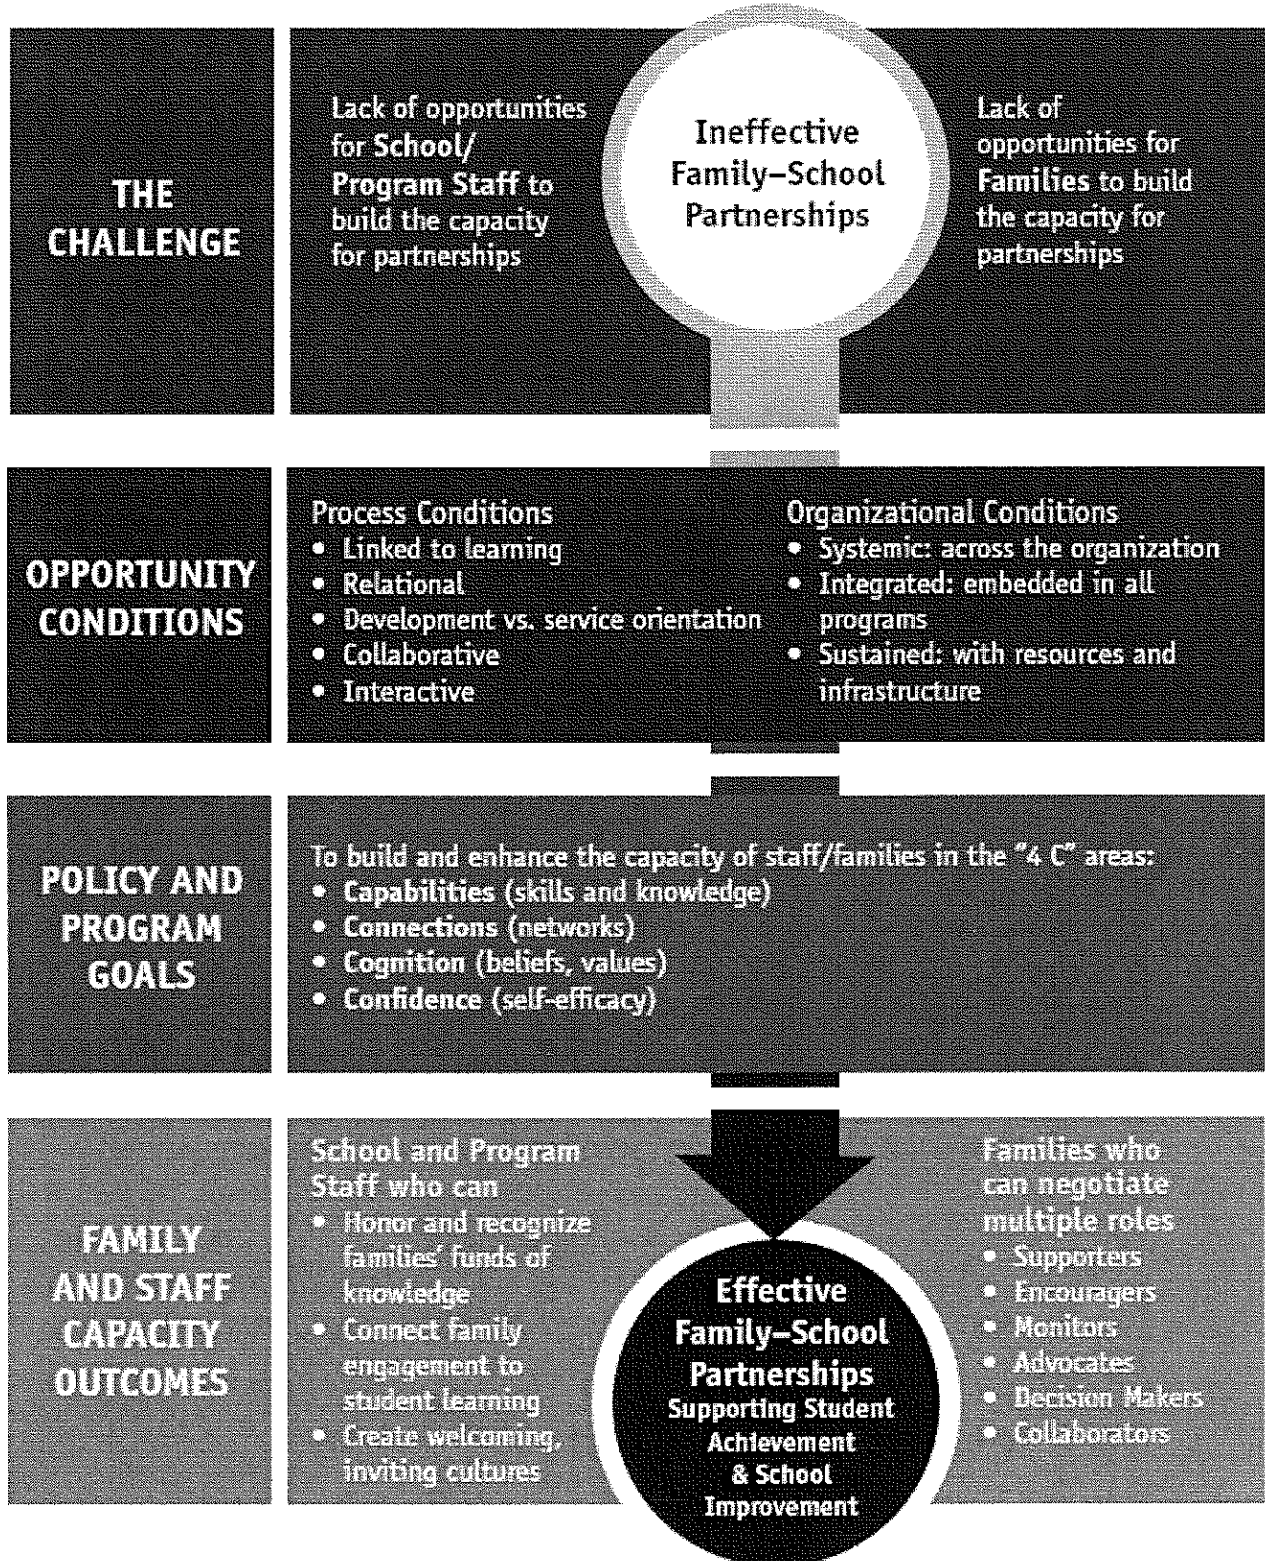 THE
CHALLENGE
Lack of opportunities
for School/
Program Staff to
build the capacity
for partnerships
Ineffective
Family–School
Partnerships
Lack of
opportunities for
Families to build
the capacity for
partnerships
OPPORTUNITY
CONDITIONS
Process Conditions
• Linked to learning
• Relational
• Development vs. service orientation
• Collaborative
• Interactive
Organizational Conditions
• Systemic: across the organization
• Integrated: embedded in all
programs
• Sustained: with resources and
infrastructure
POLICY AND
PROGRAM
GOALS
To build and enhance the capacity of staff/families in the "4 C" areas:
• Capabilities (skills and knowledge)
• Connections (networks)
• Cognition (beliefs, values)
• Confidence (self-efficacy)
FAMILY
AND STAFF
CAPACITY
OUTCOMES
School and Program
Staff who can
• Honor and recognize
families' funds of
knowledge
• Connect family
engagement to
student learning
• Create welcoming,
inviting cultures
Effective
Family–School
Partnerships
Supporting Student
Achievement
& School
Improvement
Families who
can negotiate
multiple roles
• Supporters
• Encouragers
• Monitors
• Advocates
• Decision Makers
• Collaborators